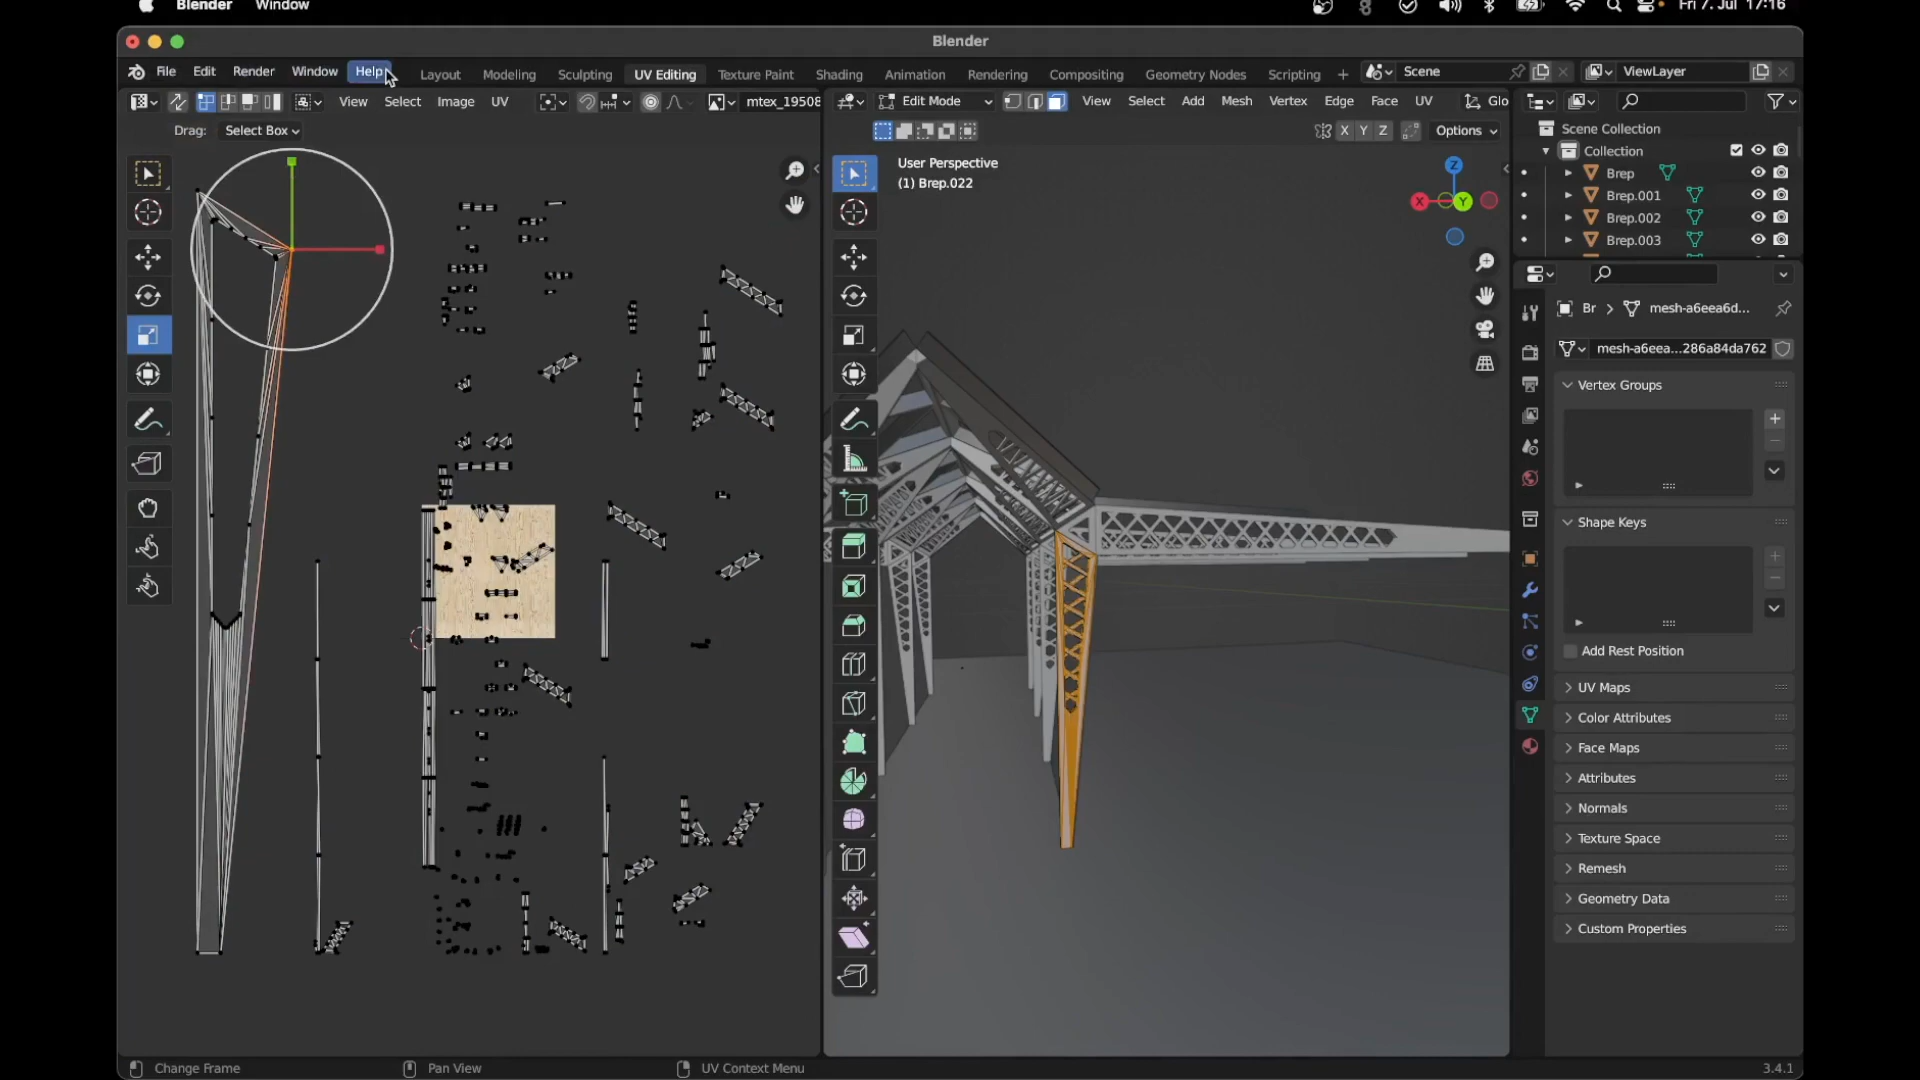 Blender Window Fri 7. Jul 17:16
Blender
File Edit Render Window Help Layout Modeling Sculpting UV Editing Texture Paint Shading Animation Rendering Compositing Geometry Nodes Scripting + Scene ViewLayer
View Select Image UV mtex_19508 Edit Mode View Select Add Mesh Vertex Edge Face UV Glo
Drag: Select Box X Y Z Options
Scene Collection
Collection
Brep
Brep.001
Brep.002
Brep.003
User Perspective
(1) Brep.022
Z
X Y
Br > mesh-a6eea6d...
mesh-a6eea...286a84da762
Vertex Groups
Shape Keys
Add Rest Position
UV Maps
Color Attributes
Face Maps
Attributes
Normals
Texture Space
Remesh
Geometry Data
Custom Properties
Change Frame Pan View UV Context Menu 3.4.1